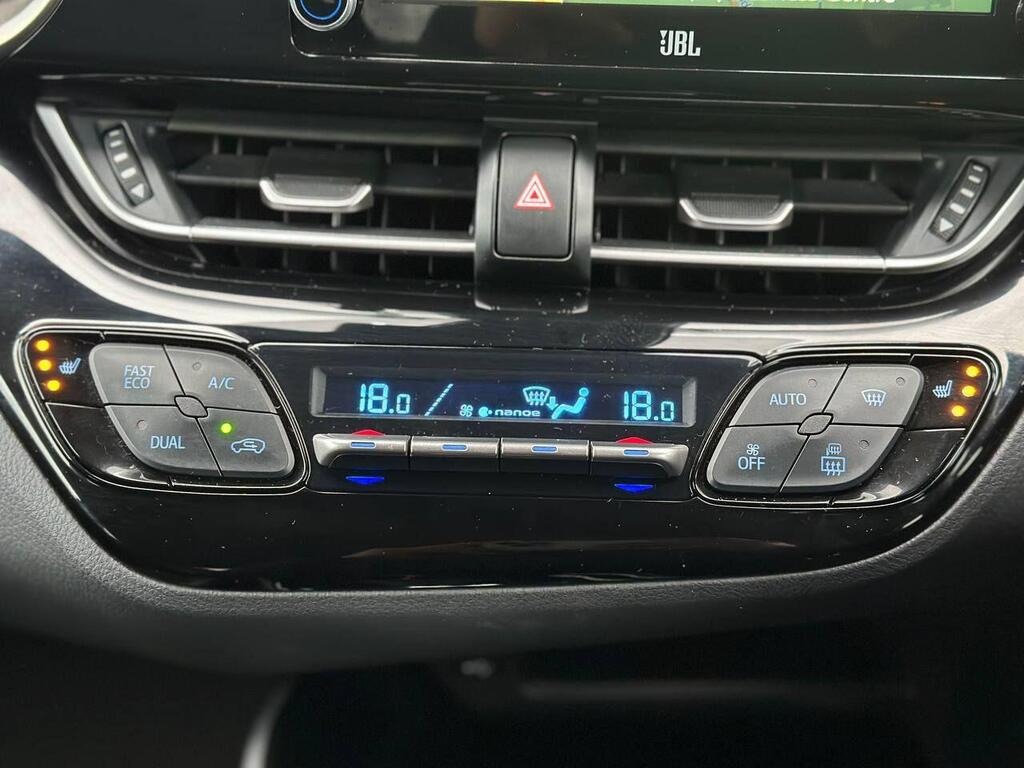 JBL
FAST
ECO
A/C
DUAL
18.0
nanoe
18.0
AUTO
OFF